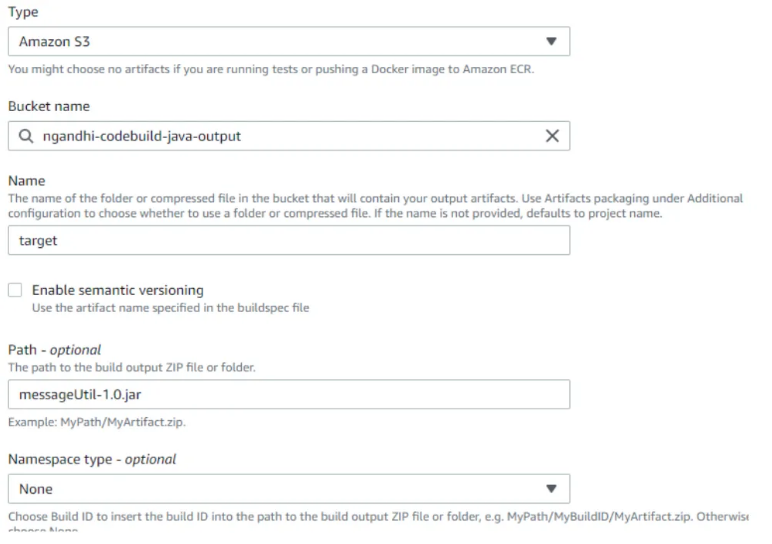 Type
Amazon S3
You might choose no artifacts if you are running tests or pushing a Docker image to Amazon ECR.
Bucket name
ngandhi-codebuild-java-output
Name
The name of the folder or compressed file in the bucket that will contain your output artifacts. Use Artifacts packaging under Additional
configuration to choose whether to use a folder or compressed file. If the name is not provided, defaults to project name.
target
Enable semantic versioning
Use the artifact name specified in the buildspec file
Path - optional
The path to the build output ZIP file or folder.
messageUtil-1.0.jar
Example: MyPath/MyArtifact.zip.
Namespace type - optional
None
Choose Build ID to insert the build ID into the path to the build output ZIP file or folder, e.g. MyPath/MyBuildID/MyArtifact.zip. Otherwise
choose None